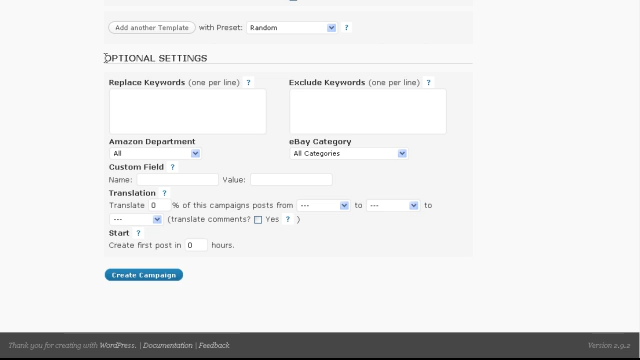 Add another Template with Preset: Random ?
OPTIONAL SETTINGS
Replace Keywords (one per line) ? Exclude Keywords (one per line) ?
Amazon Department eBay Category
All All Categories
Custom Field ?
Name: Value:
Translation ?
Translate 0 % of this campaigns posts from --- to --- to
--- (translate comments? Yes ? )
Start ?
Create first post in 0 hours.
Create Campaign
Thank you for creating with WordPress. | Documentation | Feedback Version 2.9.2